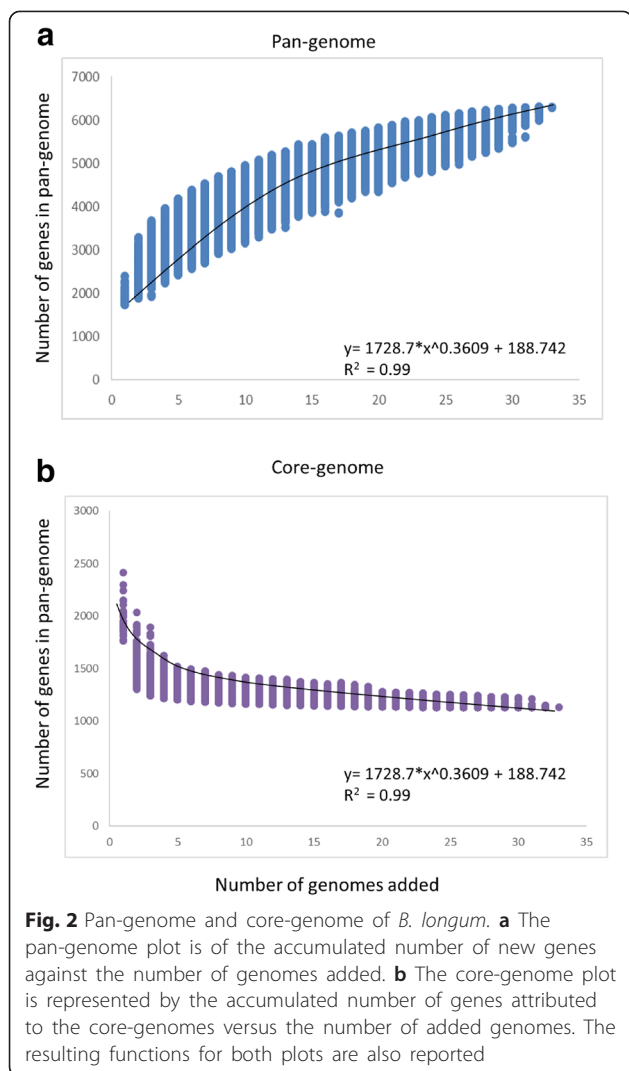 a
Pan-genome
Number of genes in pan-genome
7000
6000
5000
4000
3000
2000
1000
0
0 5 10 15 20 25 30 35
y= 1728.7*x^0.3609 + 188.742
R² = 0.99
b
Core-genome
Number of genes in pan-genome
3000
2500
2000
1500
1000
500
0
0 5 10 15 20 25 30 35
y= 1728.7*x^0.3609 + 188.742
R² = 0.99
Number of genomes added
Fig. 2 Pan-genome and core-genome of B. longum. a The
pan-genome plot is of the accumulated number of new genes
against the number of genomes added. b The core-genome plot
is represented by the accumulated number of genes attributed
to the core-genomes versus the number of added genomes. The
resulting functions for both plots are also reported